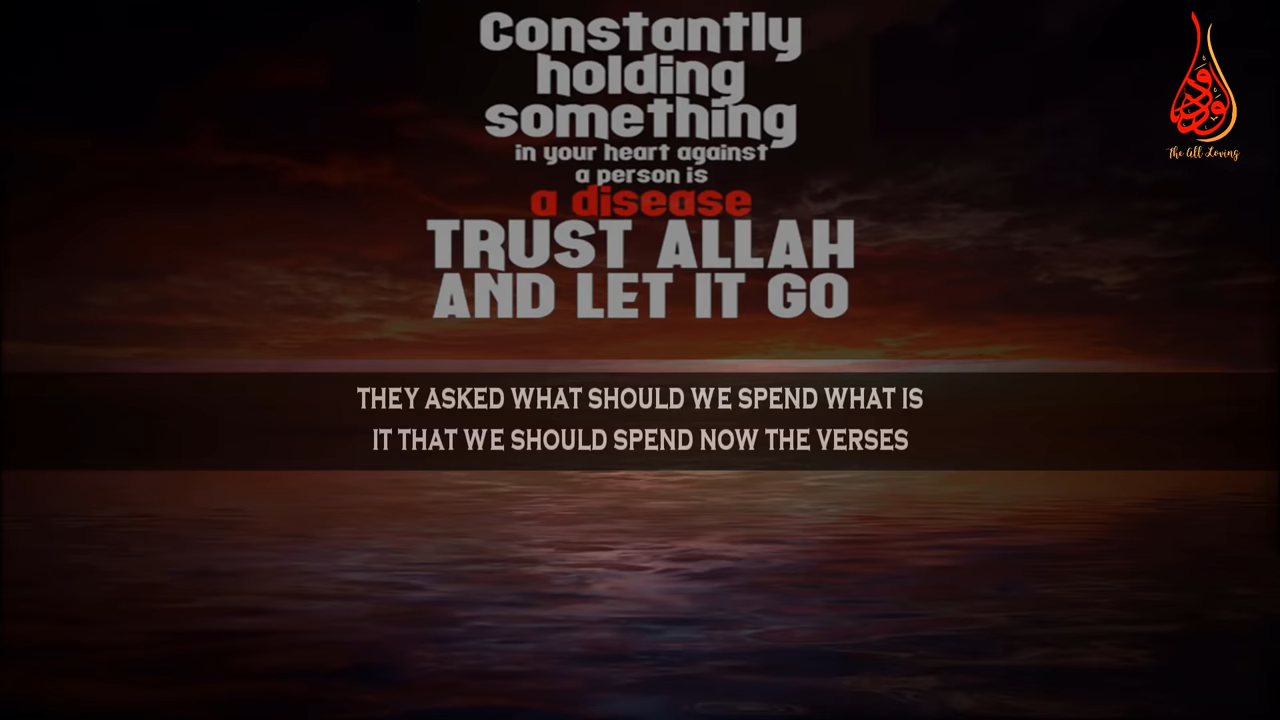 Constantly
holding
something
in your heart against
a person is
a disease
TRUST ALLAH
AND LET IT GO
The All Loving
THEY ASKED WHAT SHOULD WE SPEND WHAT IS
IT THAT WE SHOULD SPEND NOW THE VERSES